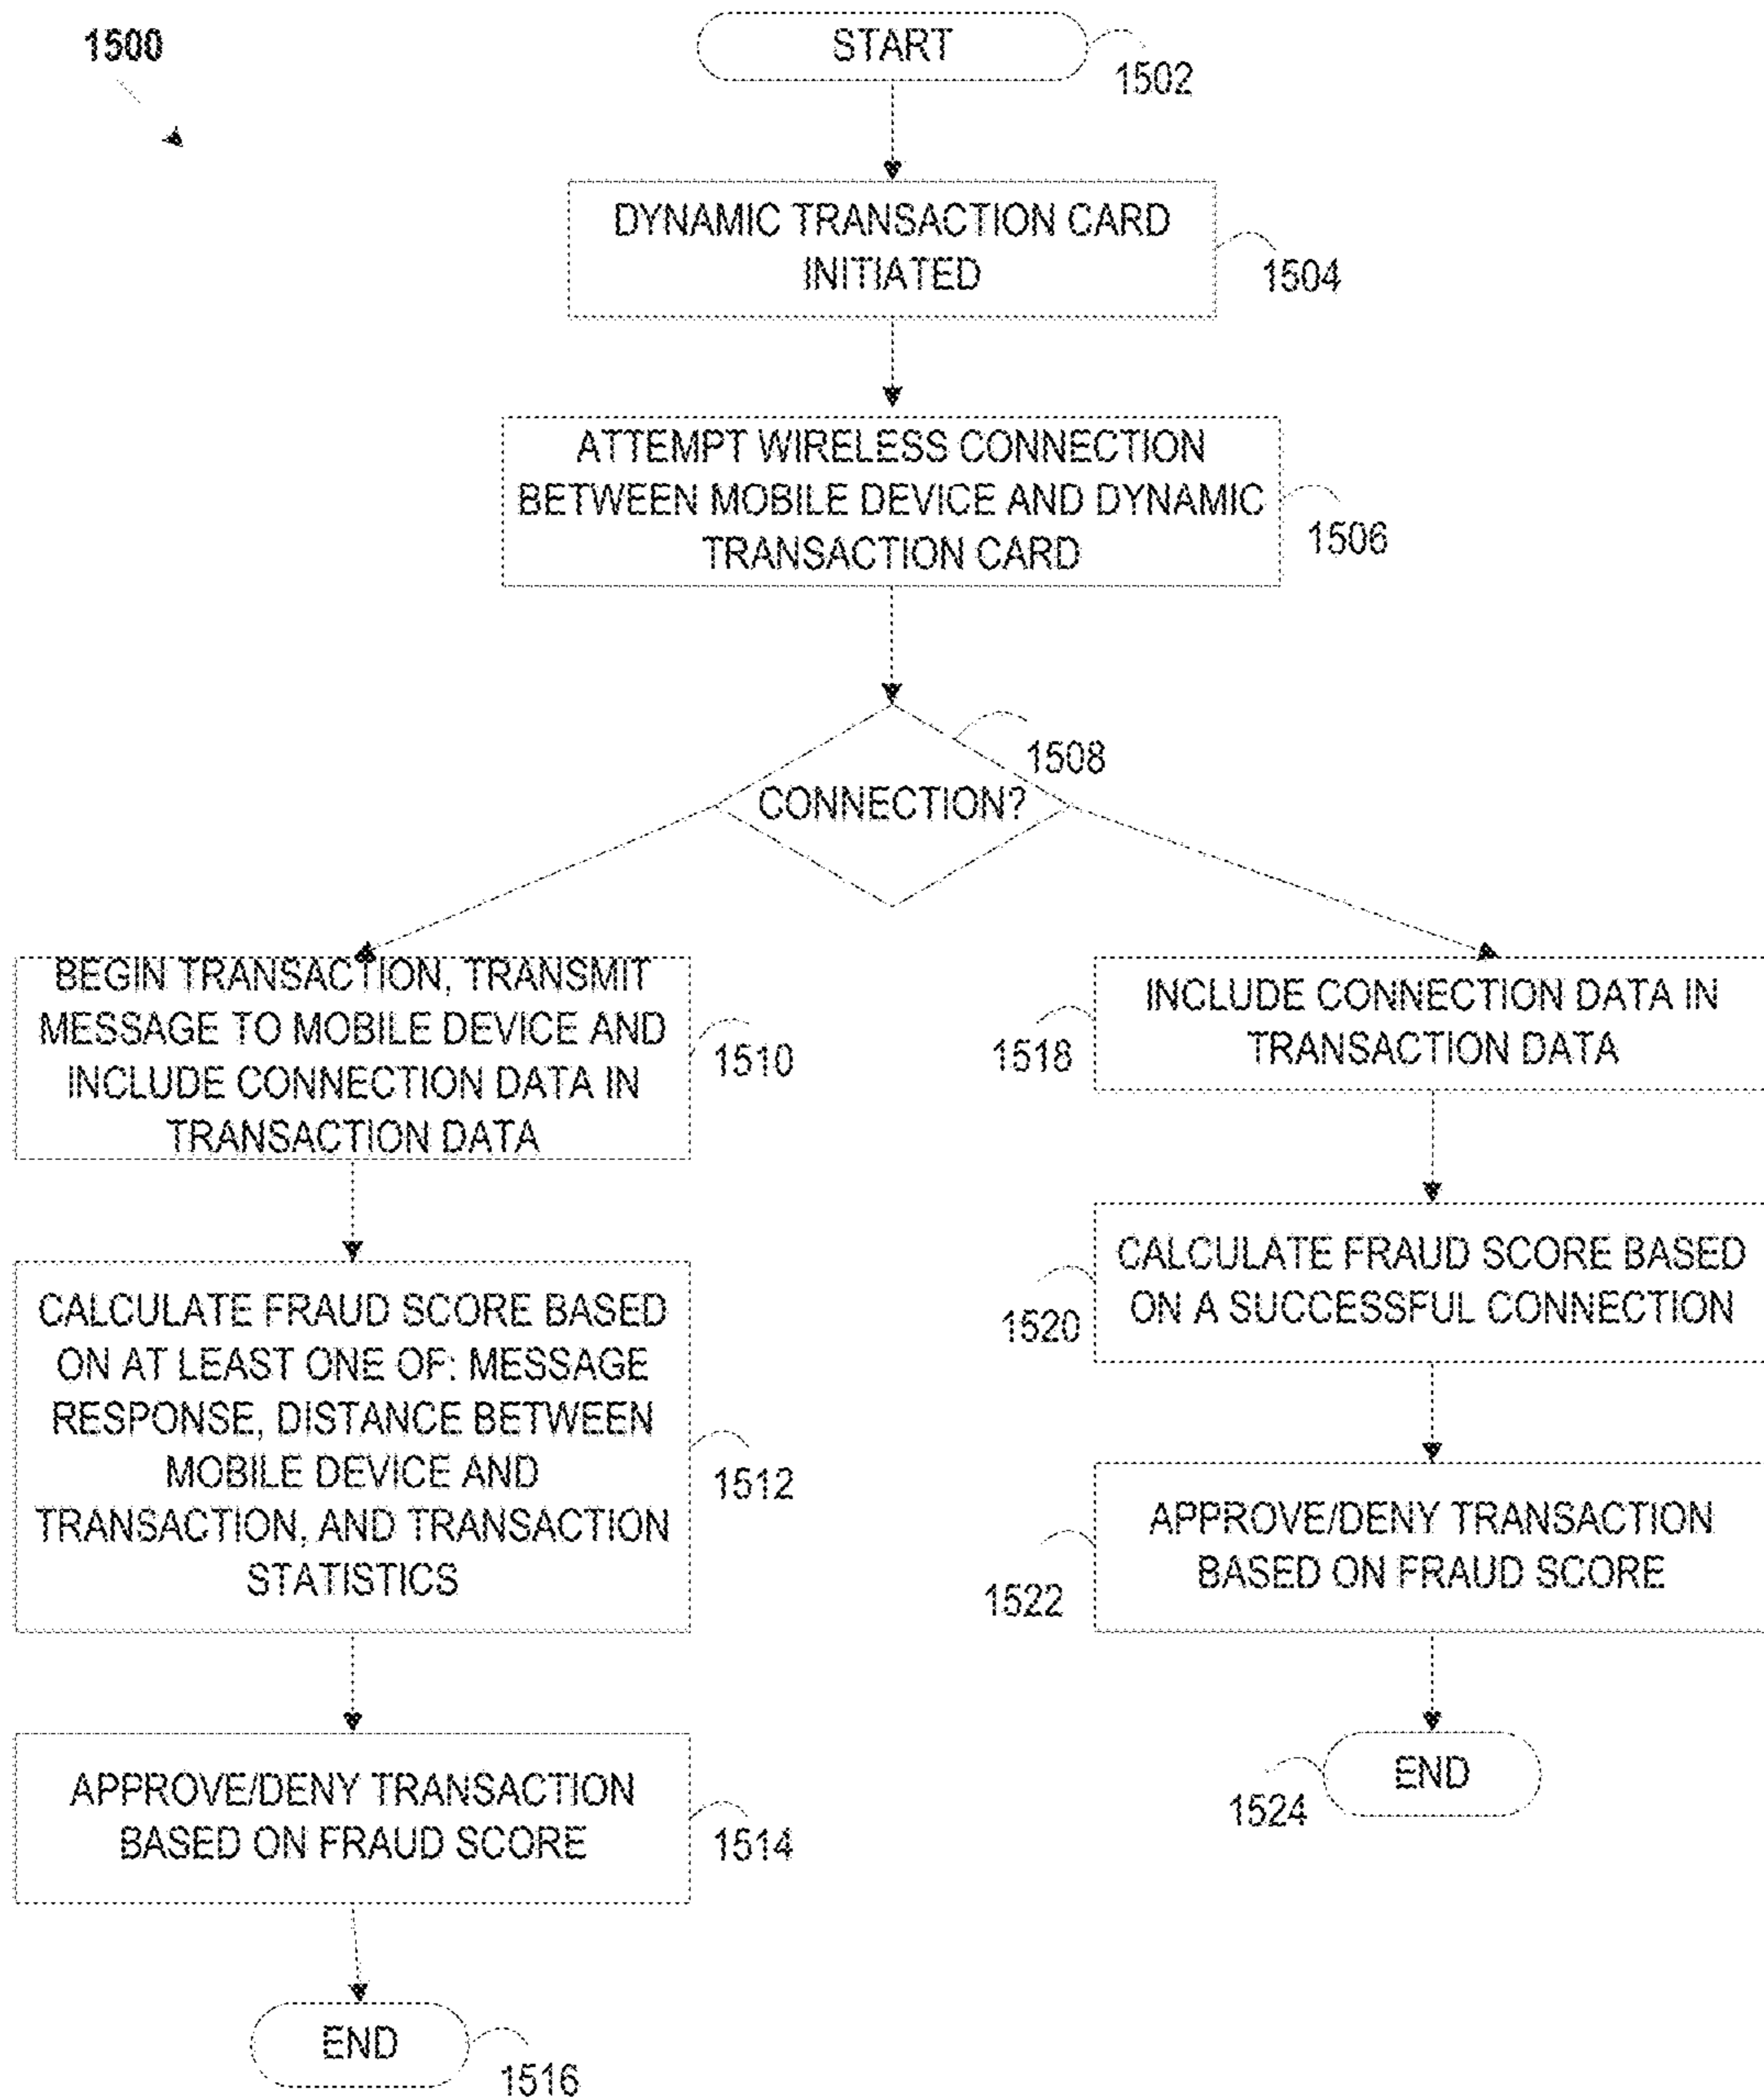 1500
START
1502
DYNAMIC TRANSACTION CARD
INITIATED
1504
ATTEMPT WIRELESS CONNECTION
BETWEEN MOBILE DEVICE AND DYNAMIC
TRANSACTION CARD
1506
1508
CONNECTION?
BEGIN TRANSACTION, TRANSMIT
MESSAGE TO MOBILE DEVICE AND
INCLUDE CONNECTION DATA IN
TRANSACTION DATA
1510
CALCULATE FRAUD SCORE BASED
ON AT LEAST ONE OF: MESSAGE
RESPONSE, DISTANCE BETWEEN
MOBILE DEVICE AND
TRANSACTION, AND TRANSACTION
STATISTICS
1512
APPROVE/DENY TRANSACTION
BASED ON FRAUD SCORE
1514
END
1516
INCLUDE CONNECTION DATA IN
TRANSACTION DATA
1518
CALCULATE FRAUD SCORE BASED
ON A SUCCESSFUL CONNECTION
1520
APPROVE/DENY TRANSACTION
BASED ON FRAUD SCORE
1522
END
1524